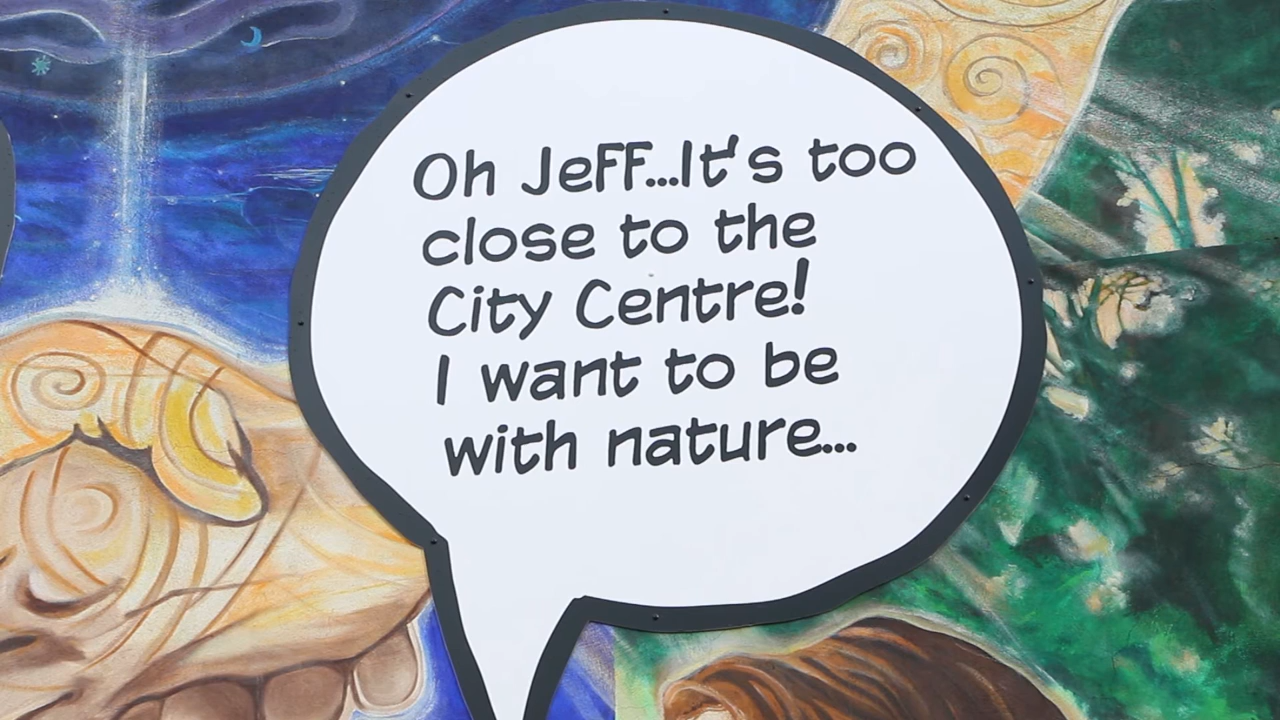 Oh Jeff...It's too
close to the
City Centre!
I want to be
with nature...